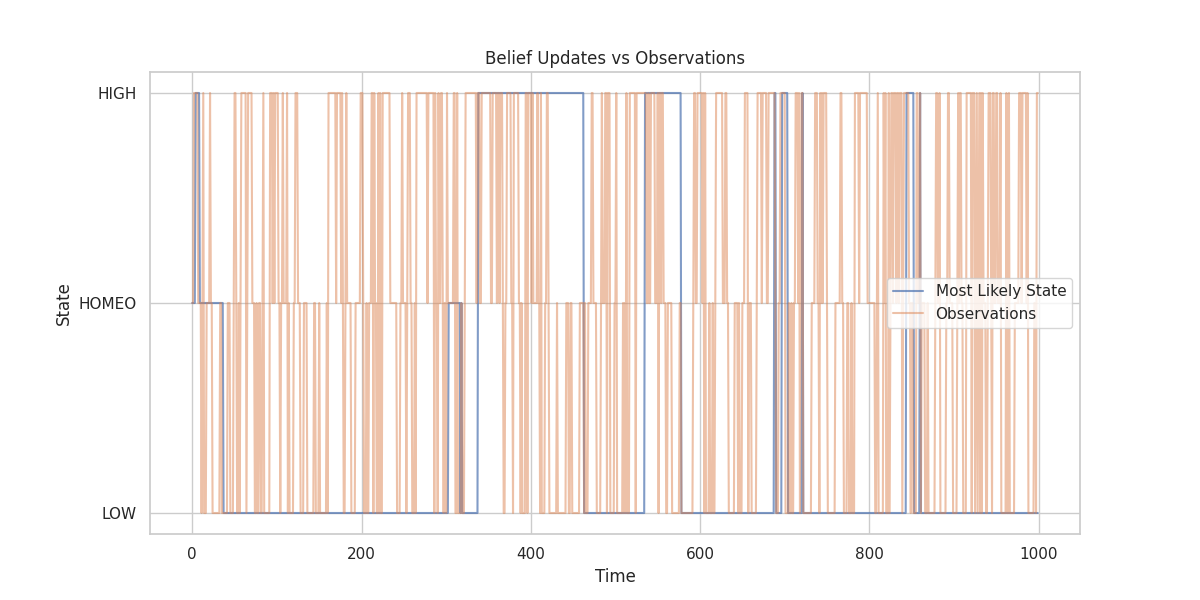 Belief Updates vs Observations
HIGH
HOMEO
LOW
State
0
200
400
600
800
1000
Time
Most Likely State
Observations